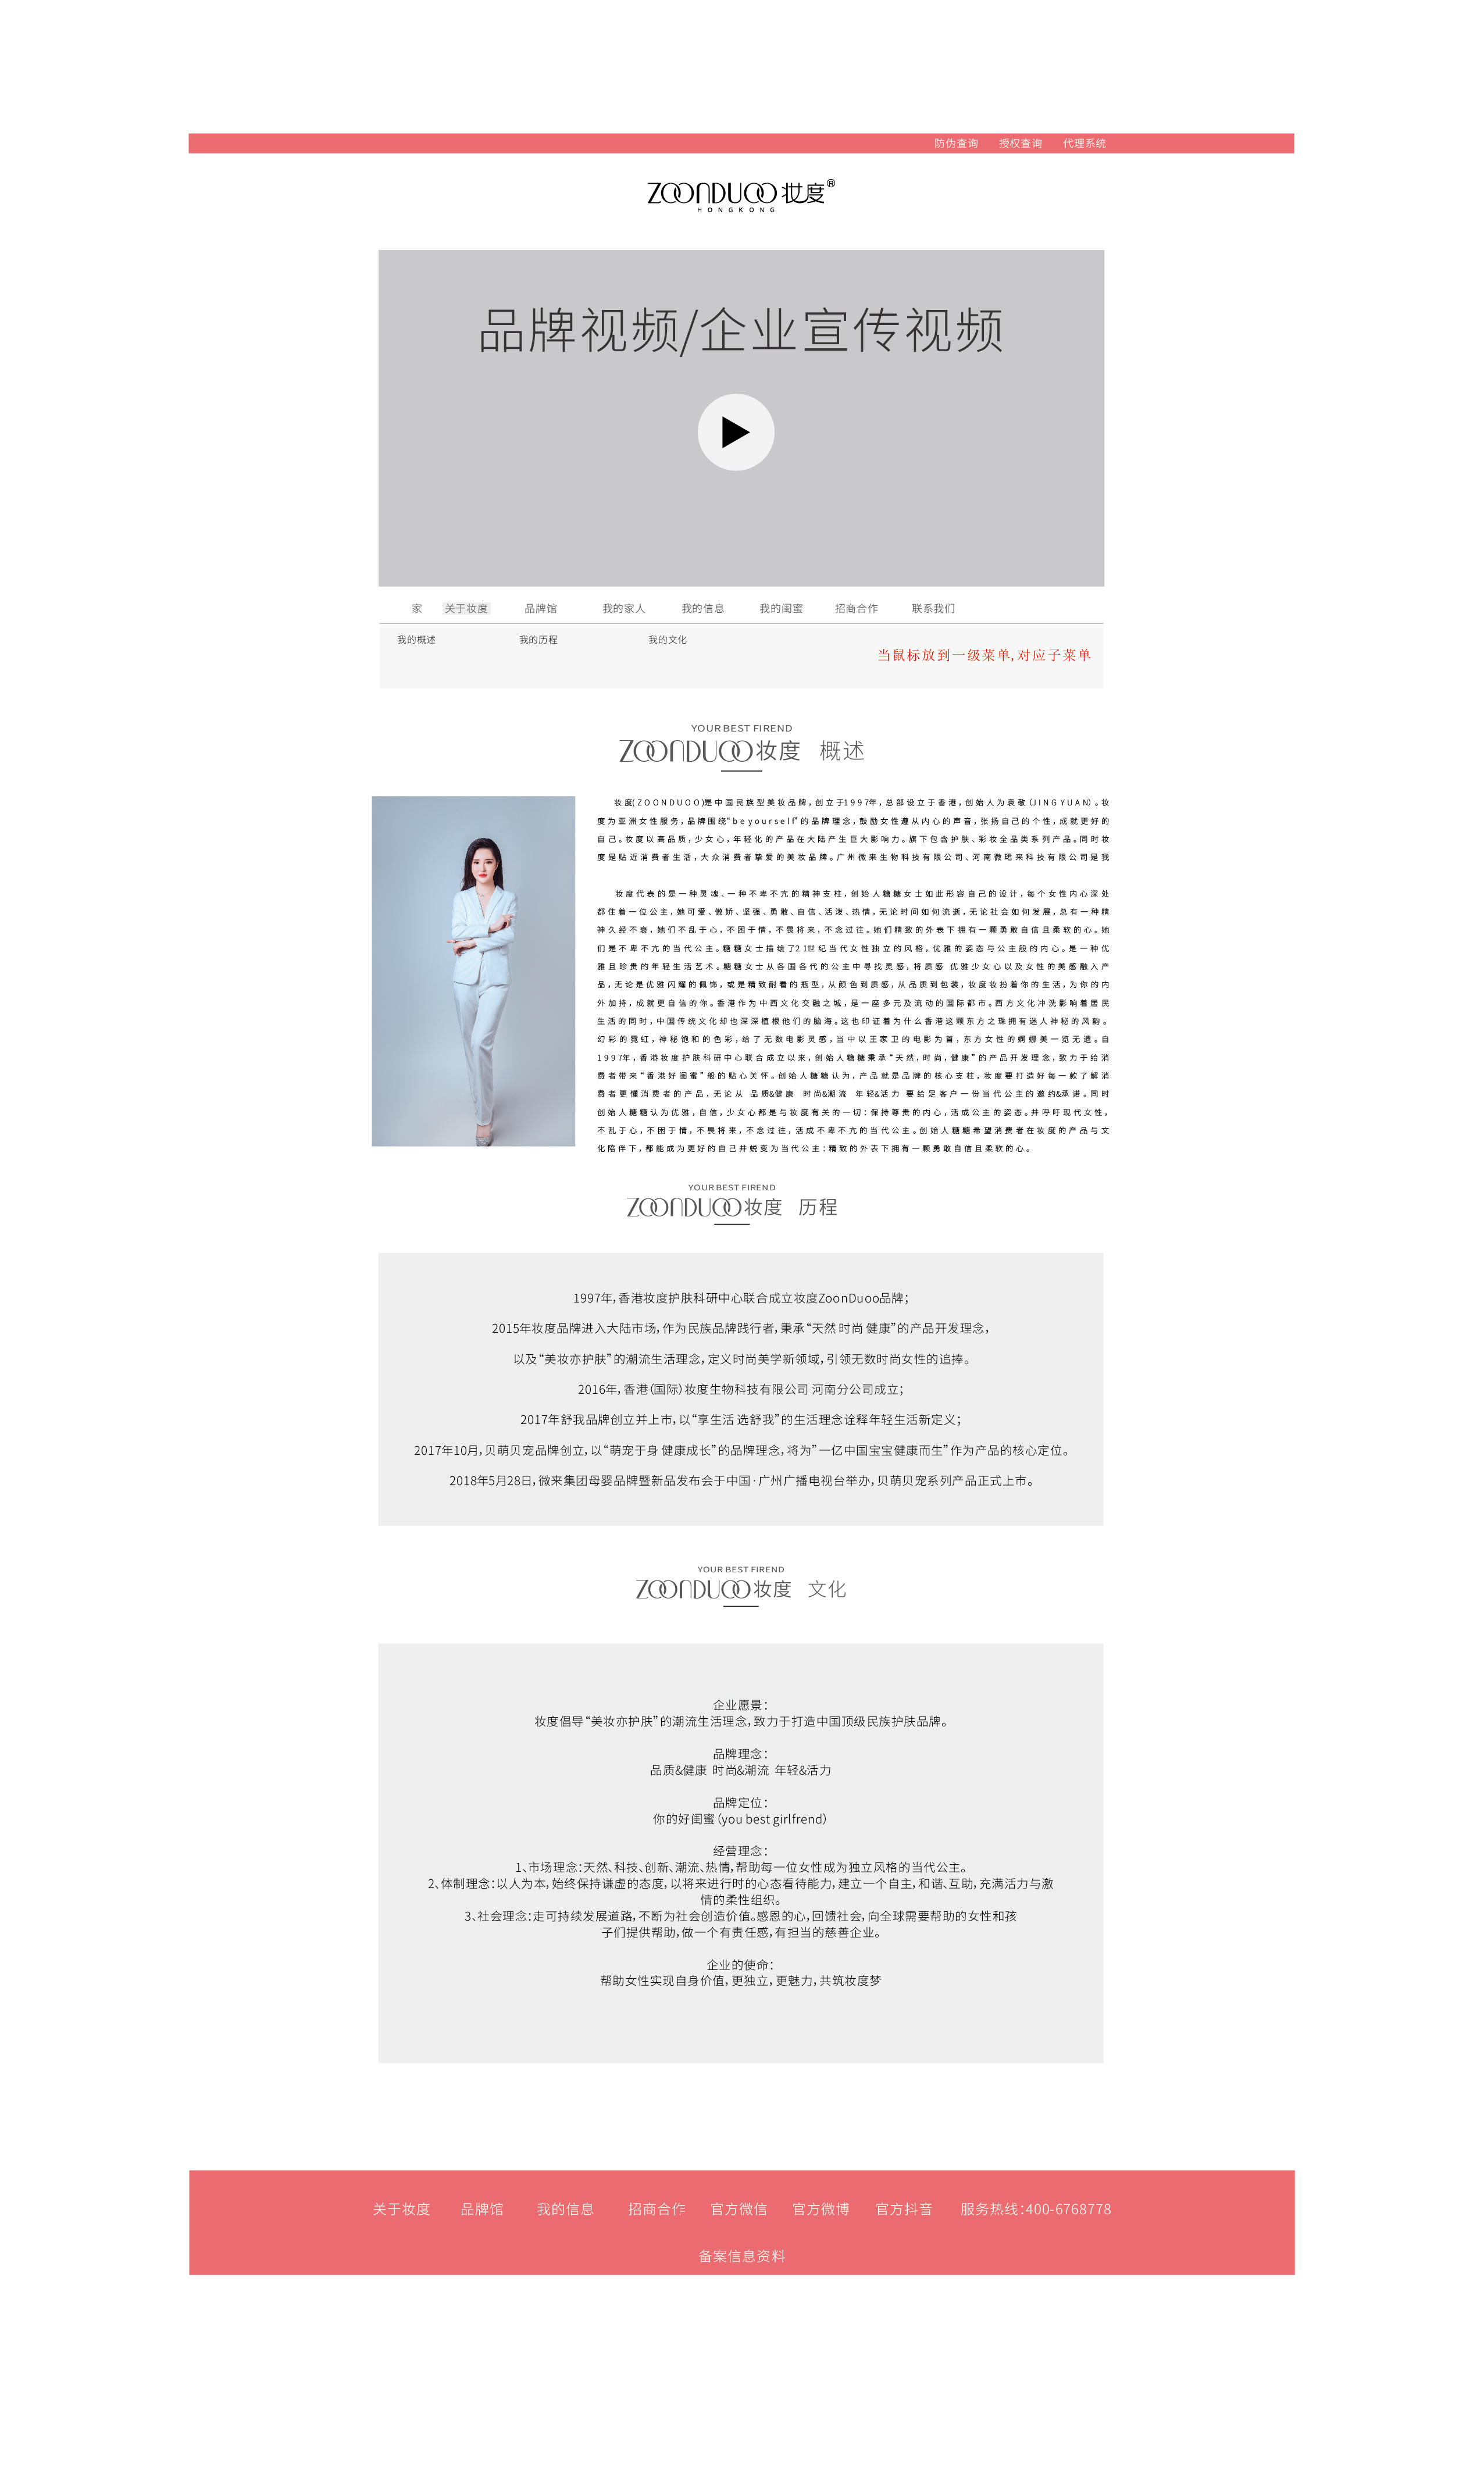 防伪查询 授权查询 代理系统
ZOONDUOO 妆度®
HONGKONG
品牌视频/企业宣传视频
家 关于妆度 品牌馆 我的家人 我的信息 我的闺蜜 招商合作 联系我们
我的概述 我的历程 我的文化
当鼠标放到一级菜单,对应子菜单
YOUR BEST FIREND
ZOONDUOO妆度 概述
妆度(ZOONDUOO)是中国民族型美妆品牌，创立于1997年，总部设立于香港，创始人为袁敬（JINGYUAN）。妆
度为亚洲女性服务，品牌围绕“be yourself”的品牌理念，鼓励女性遵从内心的声音，张扬自己的个性，成就更好的
自己。妆度以高品质，少女心，年轻化的产品在大陆产生巨大影响力。旗下包含护肤、彩妆全品类系列产品。同时妆
度是贴近消费者生活，大众消费者挚爱的美妆品牌。广州微来生物科技有限公司、河南微珺来科技有限公司是我
妆度代表的是一种灵魂、一种不卑不亢的精神支柱，创始人糖糖女士如此形容自己的设计，每个女性内心深处
都住着一位公主，她可爱、傲娇、坚强、勇敢、自信、活泼、热情，无论时间如何流逝，无论社会如何发展，总有一种精
神久经不衰，她们不乱于心，不困于情，不畏将来，不念过往。她们精致的外表下拥有一颗勇敢自信且柔软的心。她
们是不卑不亢的当代公主。糖糖女士描绘了21世纪当代女性独立的风格，优雅的姿态与公主般的内心。是一种优
雅且珍贵的年轻生活艺术。糖糖女士从各国各代的公主中寻找灵感，将质感 优雅少女心以及女性的美感融入产
品，无论是优雅闪耀的佩饰，或是精致耐看的瓶型，从颜色到质感，从品质到包装，妆度妆扮着你的生活，为你的内
外加持，成就更自信的你。香港作为中西文化交融之城，是一座多元及流动的国际都市。西方文化冲洗影响着居民
生活的同时，中国传统文化却也深深植根他们的脑海。这也印证着为什么香港这颗东方之珠拥有迷人神秘的风韵。
幻彩的霓虹，神秘饱和的色彩，给了无数电影灵感，当中以王家卫的电影为首，东方女性的婀娜美一览无遗。自
1997年，香港妆度护肤科研中心联合成立以来，创始人糖糖秉承“天然，时尚，健康”的产品开发理念，致力于给消
费者带来“香港好闺蜜”般的贴心关怀。创始人糖糖认为，产品就是品牌的核心支柱，妆度要打造好每一款了解消
费者更懂消费者的产品，无论从 品质&健康 时尚&潮流 年轻&活力 要给足客户一份当代公主的邀约&承诺。同时
创始人糖糖认为优雅，自信，少女心都是与妆度有关的一切：保持尊贵的内心，活成公主的姿态。并呼吁现代女性，
不乱于心，不困于情，不畏将来，不念过往，活成不卑不亢的当代公主。创始人糖糖希望消费者在妆度的产品与文
化陪伴下，都能成为更好的自己并蜕变为当代公主：精致的外表下拥有一颗勇敢自信且柔软的心。
YOUR BEST FIREND
ZOONDUOO妆度 历程
1997年，香港妆度护肤科研中心联合成立妆度ZoonDuoo品牌；
2015年妆度品牌进入大陆市场，作为民族品牌践行者，秉承“天然 时尚 健康”的产品开发理念，
以及“美妆亦护肤”的潮流生活理念，定义时尚美学新领域，引领无数时尚女性的追捧。
2016年，香港（国际）妆度生物科技有限公司 河南分公司成立；
2017年舒我品牌创立并上市，以“享生活 选舒我”的生活理念诠释年轻生活新定义；
2017年10月，贝萌贝宠品牌创立，以“萌宠于身 健康成长”的品牌理念，将为”一亿中国宝宝健康而生”作为产品的核心定位。
2018年5月28日，微来集团母婴品牌暨新品发布会于中国·广州广播电视台举办，贝萌贝宠系列产品正式上市。
YOUR BEST FIREND
ZOONDUOO妆度 文化
企业愿景：
妆度倡导“美妆亦护肤”的潮流生活理念，致力于打造中国顶级民族护肤品牌。
品牌理念：
品质&健康 时尚&潮流 年轻&活力
品牌定位：
你的好闺蜜（you best girlfrend）
经营理念：
1、市场理念：天然、科技、创新、潮流、热情，帮助每一位女性成为独立风格的当代公主。
2、体制理念：以人为本，始终保持谦虚的态度，以将来进行时的心态看待能力，建立一个自主，和谐、互助，充满活力与激
情的柔性组织。
3、社会理念：走可持续发展道路，不断为社会创造价值。感恩的心，回馈社会，向全球需要帮助的女性和孩
子们提供帮助，做一个有责任感，有担当的慈善企业。
企业的使命：
帮助女性实现自身价值，更独立，更魅力，共筑妆度梦
关于妆度 品牌馆 我的信息 招商合作 官方微信 官方微博 官方抖音 服务热线：400-6768778
备案信息资料